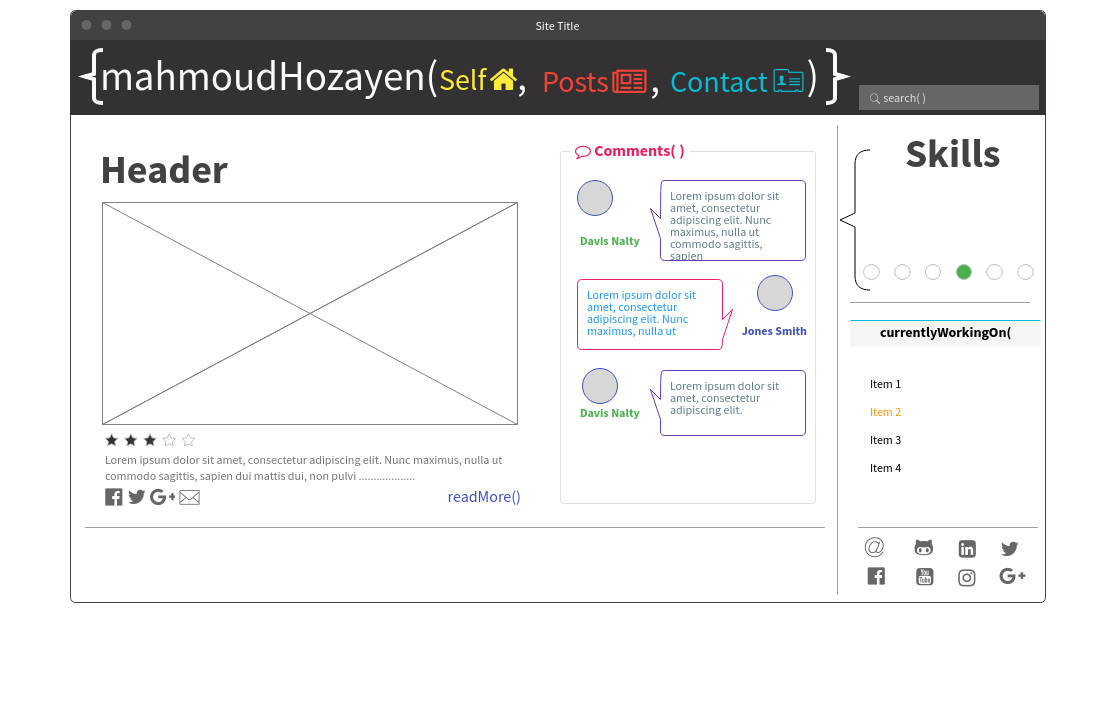 Site Title
{mahmoudHozayen(Self, Posts, Contact)}
search( )
Header
Lorem ipsum dolor sit amet, consectetur adipiscing elit. Nunc maximus, nulla ut
commodo sagittis, sapien dui mattis dui, non pulvi ...................
readMore()
Comments( )
Davis Nalty
Lorem ipsum dolor sit
amet, consectetur
adipiscing elit. Nunc
maximus, nulla ut
commodo sagittis,
sapien
Lorem ipsum dolor sit
amet, consectetur
adipiscing elit. Nunc
maximus, nulla ut
Jones Smith
Davis Nalty
Lorem ipsum dolor sit
amet, consectetur
adipiscing elit.
Skills
currentlyWorkingOn(
Item 1
Item 2
Item 3
Item 4
@
in
You
Tube
G+